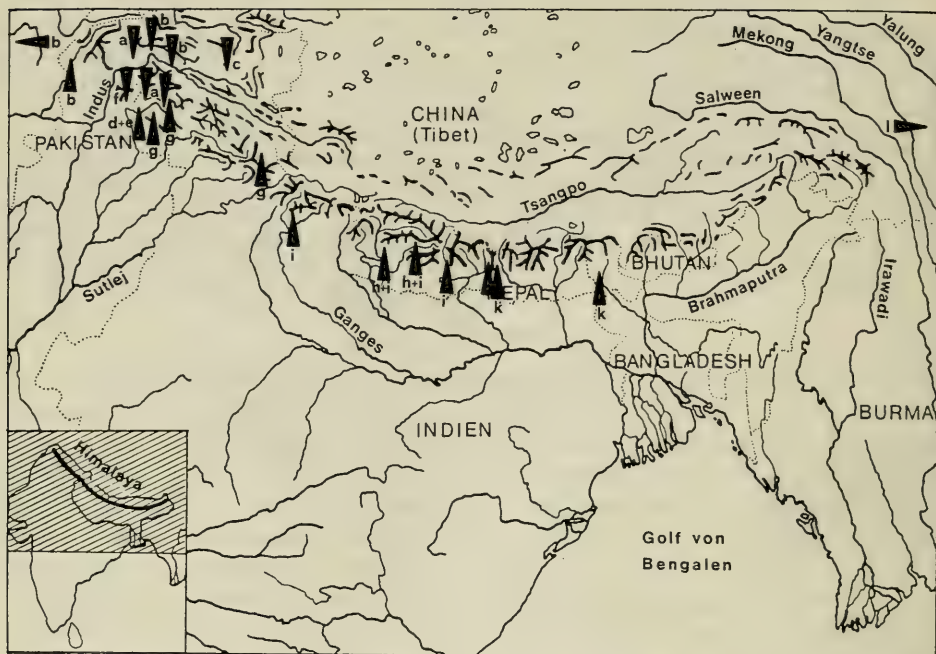 Yalung
Yangtse
Mekong
b
b
a
b
c
b
Indus
f
a
Salween
CHINA
(Tibet)
l
d+e
PAKISTAN
g
g
g
Tsangpo
i
Sutlej
h+i
h+i
i
k
EPAL
BHUTAN
k
Brahmaputra
Irawadi
Ganges
BANGLADESH
INDIEN
BURMA
Himalaya
Golf von
Bengalen